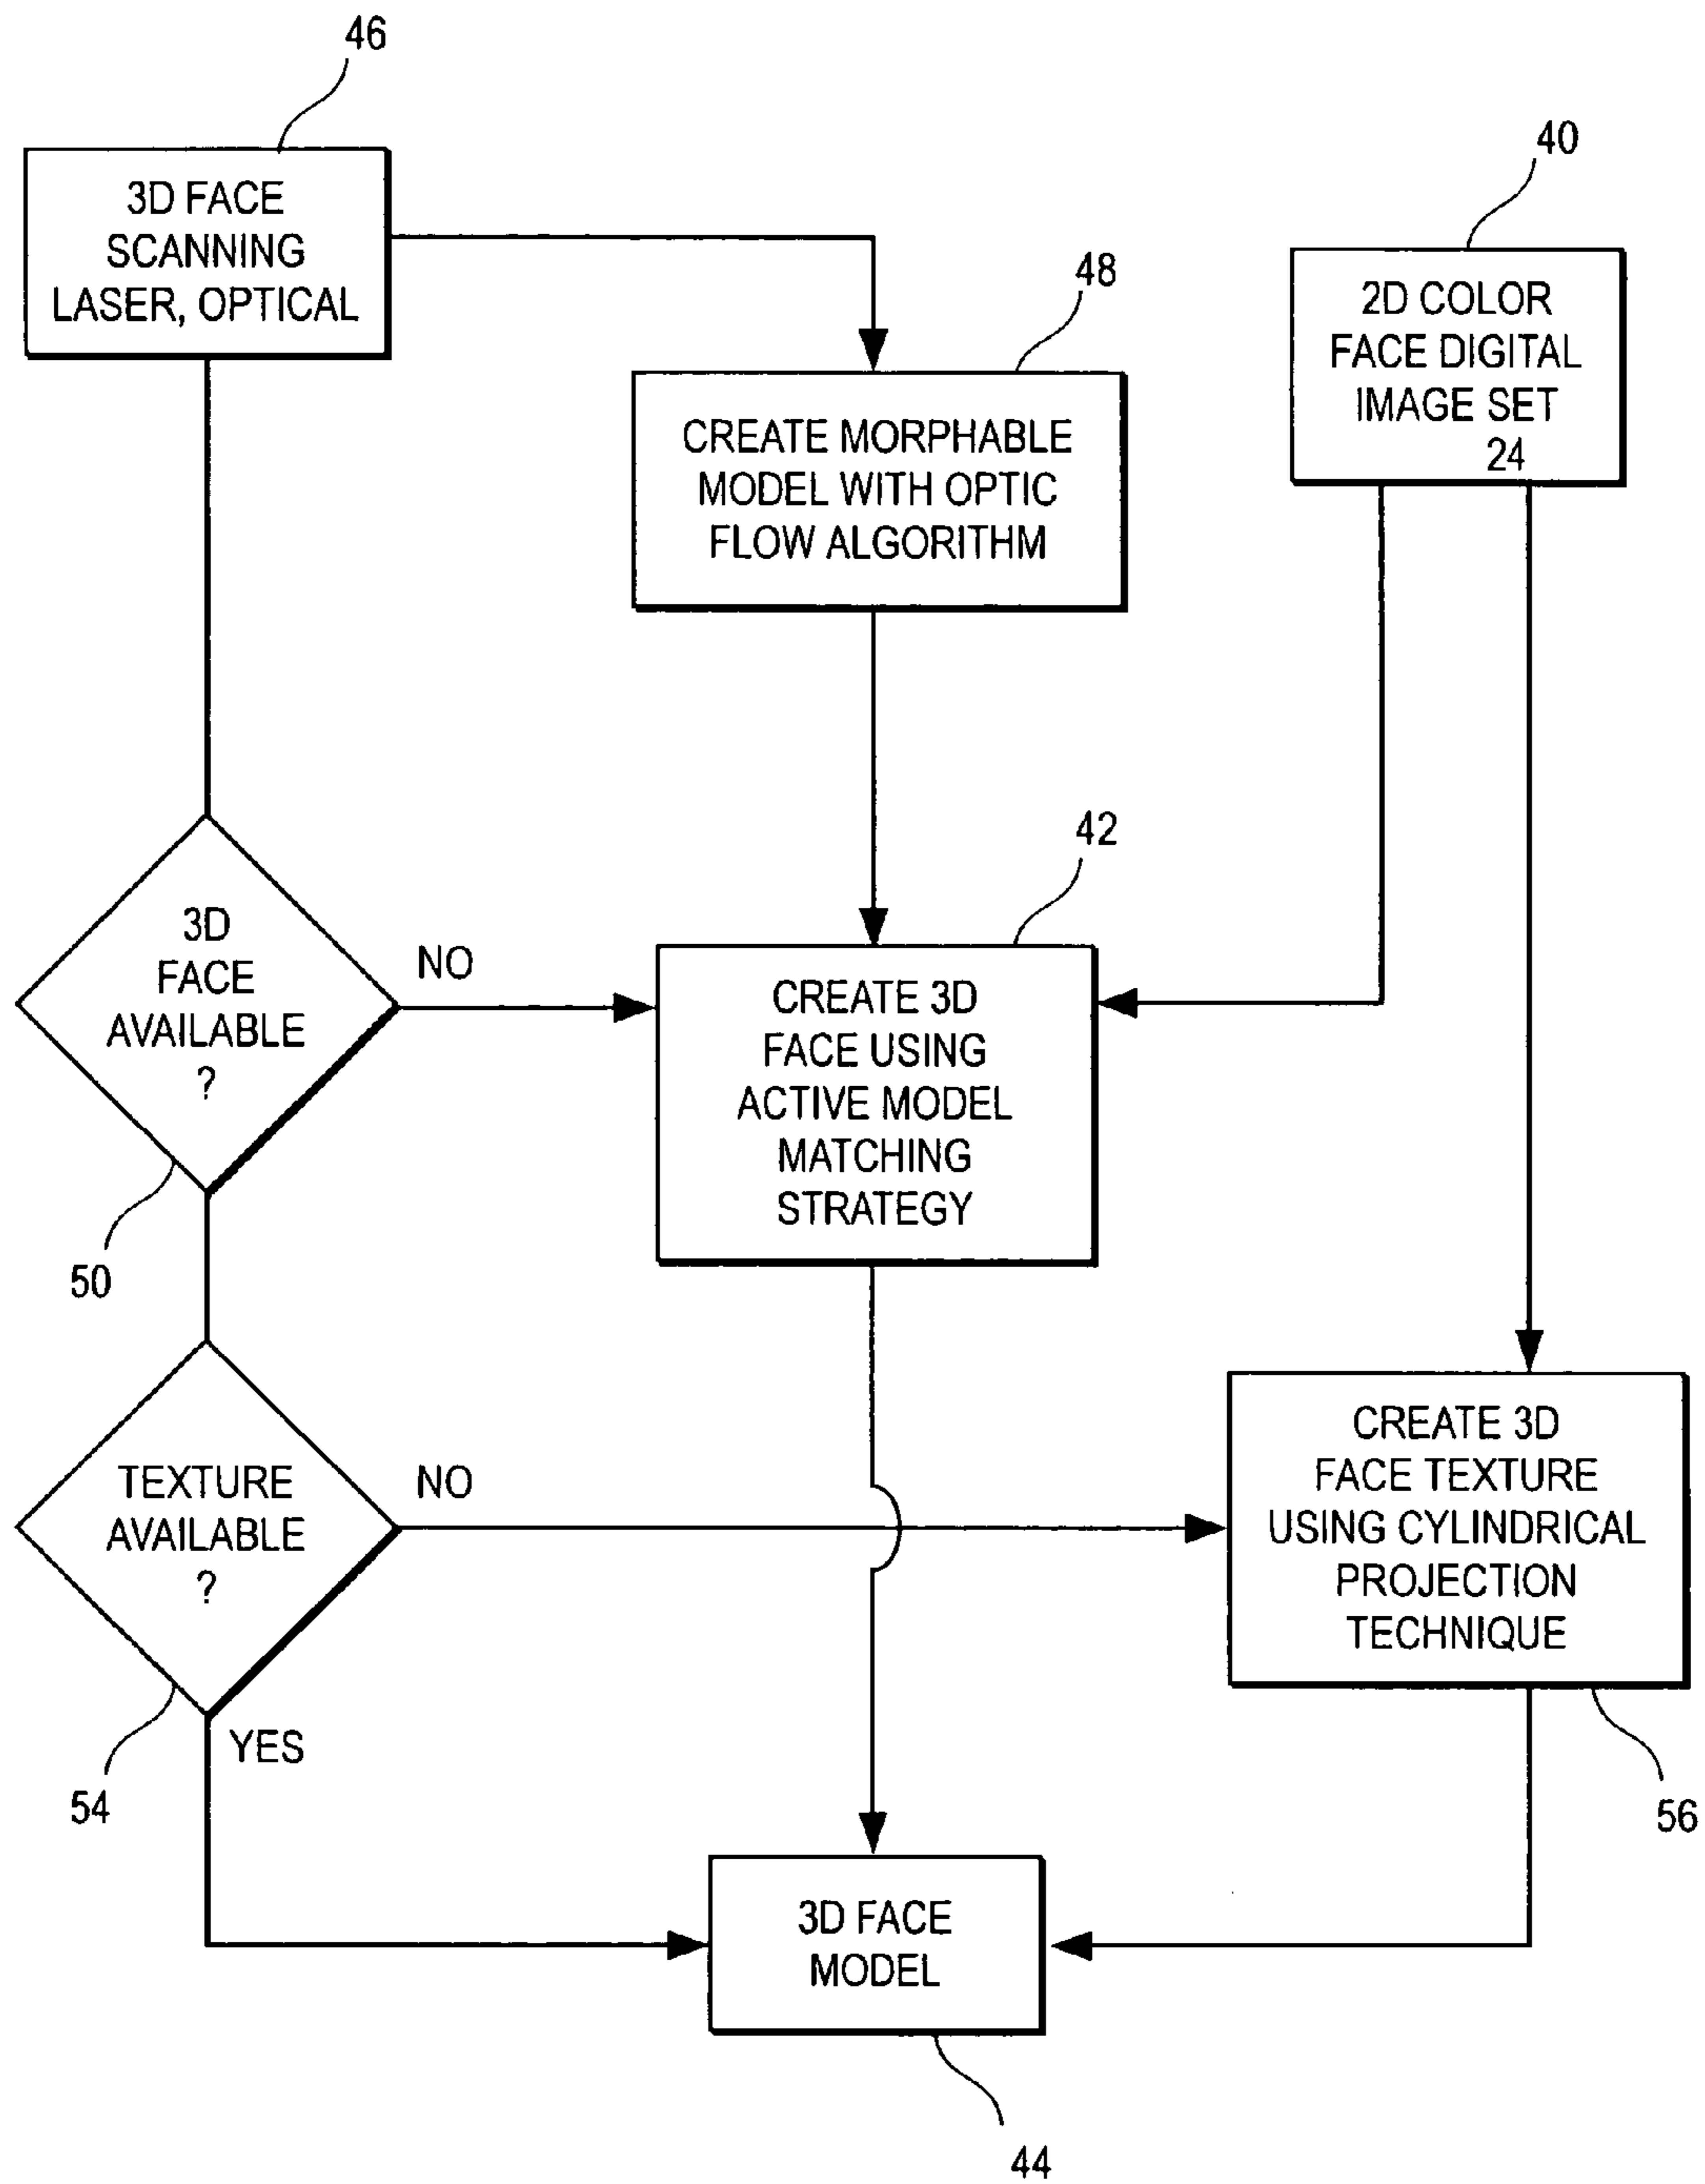 46
3D FACE
SCANNING
LASER, OPTICAL
40
2D COLOR
FACE DIGITAL
IMAGE SET
24
48
CREATE MORPHABLE
MODEL WITH OPTIC
FLOW ALGORITHM
42
3D
FACE
AVAILABLE
?
NO
50
CREATE 3D
FACE USING
ACTIVE MODEL
MATCHING
STRATEGY
TEXTURE
AVAILABLE
?
NO
YES
54
CREATE 3D
FACE TEXTURE
USING CYLINDRICAL
PROJECTION
TECHNIQUE
56
3D FACE
MODEL
44